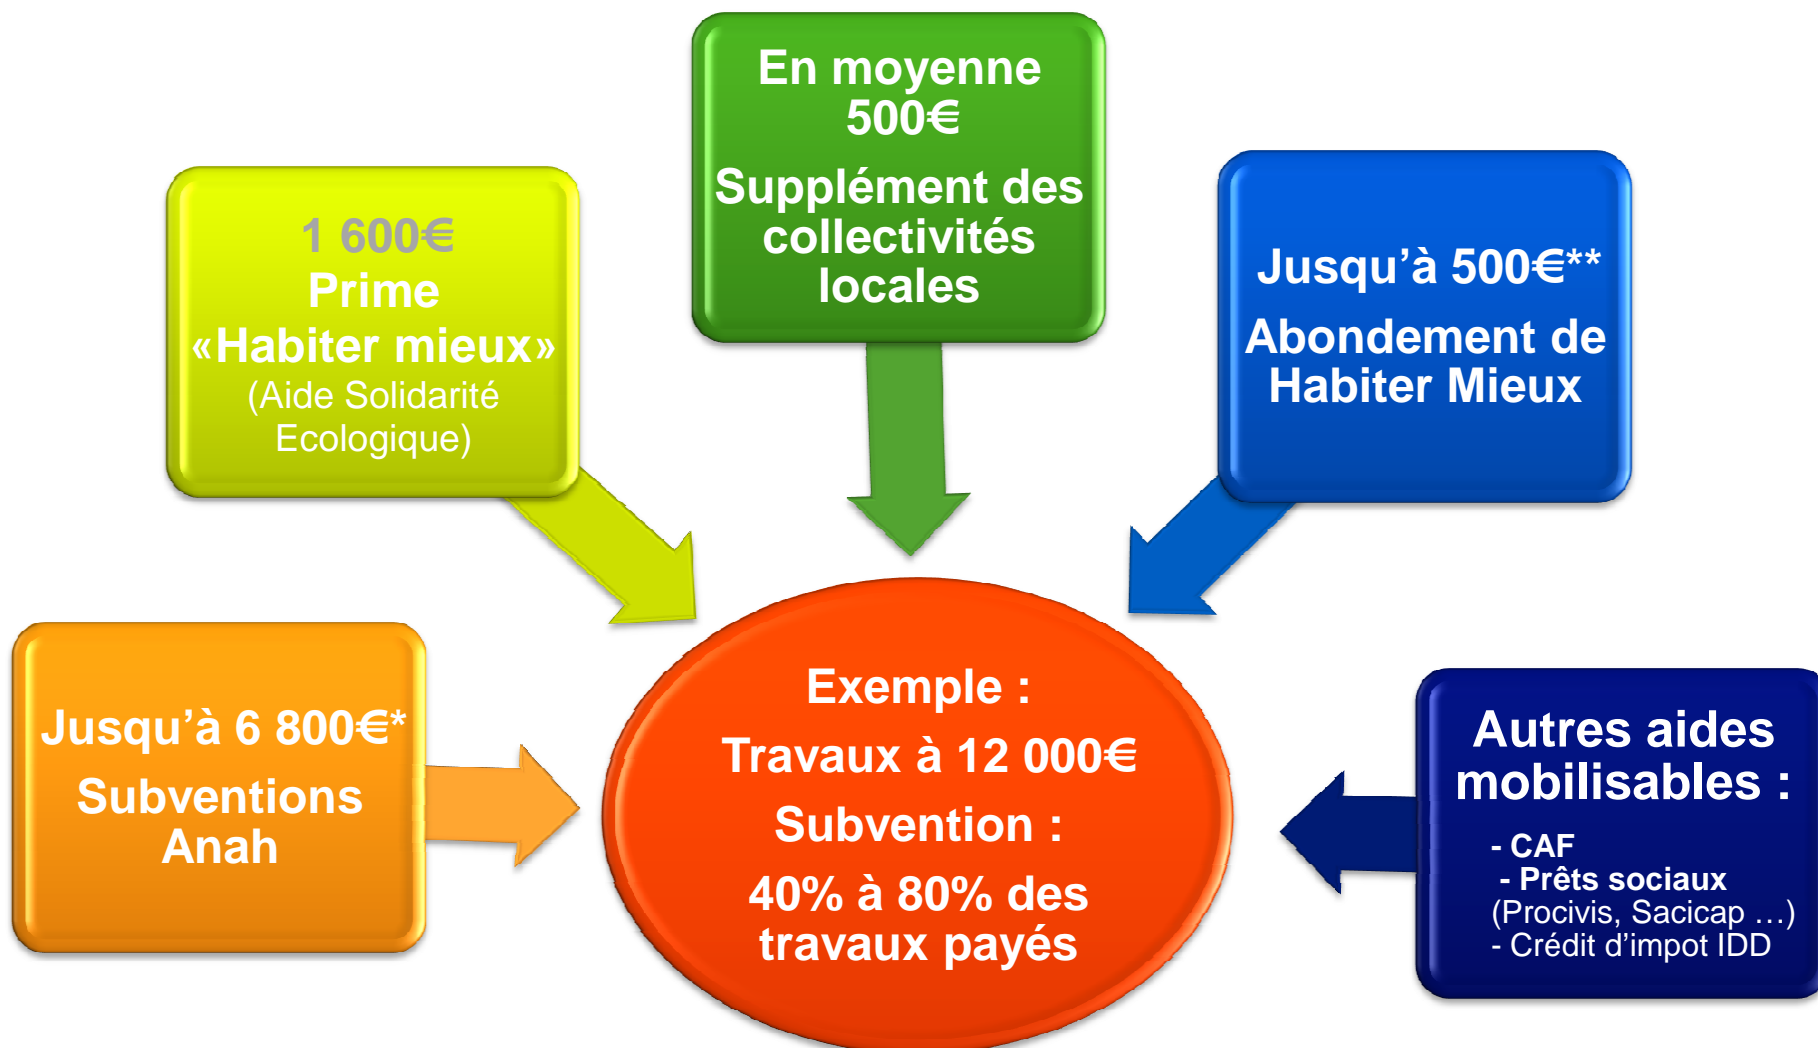 En moyenne
500€
Supplément des
collectivités
locales
1 600€
Prime
«Habiter mieux»
(Aide Solidarité
Ecologique)
Jusqu’à 500€**
Abondement de
Habiter Mieux
Jusqu’à 6 800€*
Subventions
Anah
Exemple :
Travaux à 12 000€
Subvention :
40% à 80% des
travaux payés
Autres aides
mobilisables :
- CAF
- Prêts sociaux
(Procivis, Sacicap …)
- Crédit d’impot IDD